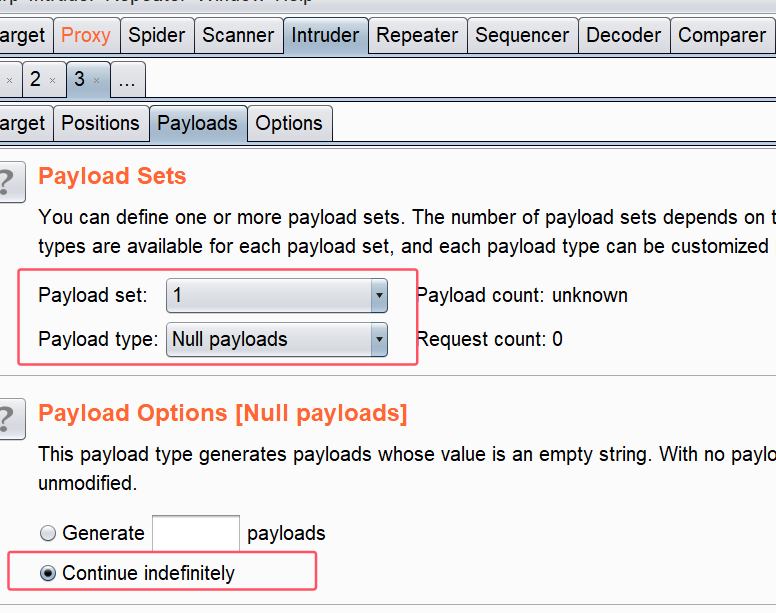 Intruder Repeater Window Help
arget Proxy Spider Scanner Intruder Repeater Sequencer Decoder Comparer
× 2 × 3 × ...
arget Positions Payloads Options
? Payload Sets
You can define one or more payload sets. The number of payload sets depends on t
types are available for each payload set, and each payload type can be customized
Payload set: 1 Payload count: unknown
Payload type: Null payloads Request count: 0
? Payload Options [Null payloads]
This payload type generates payloads whose value is an empty string. With no paylo
unmodified.
Generate payloads
Continue indefinitely